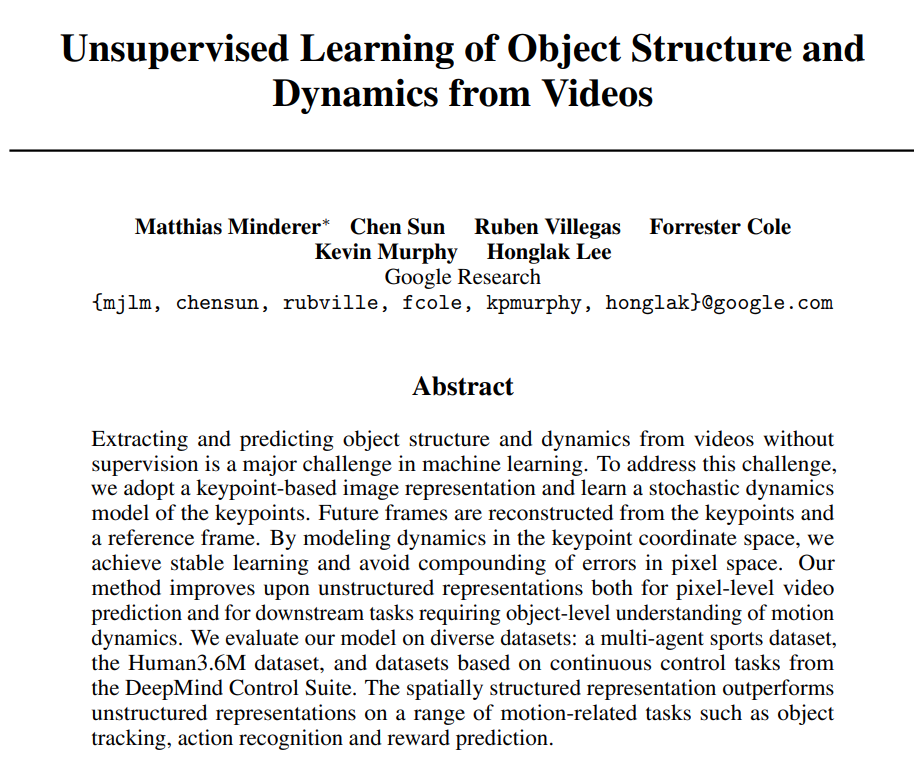 Unsupervised Learning of Object Structure and
Dynamics from Videos
Matthias Minderer* Chen Sun Ruben Villegas Forrester Cole
Kevin Murphy Honglak Lee
Google Research
{mjlm, chensun, rubville, fcole, kpmurphy, honglak}@google.com
Abstract
Extracting and predicting object structure and dynamics from videos without
supervision is a major challenge in machine learning. To address this challenge,
we adopt a keypoint-based image representation and learn a stochastic dynamics
model of the keypoints. Future frames are reconstructed from the keypoints and
a reference frame. By modeling dynamics in the keypoint coordinate space, we
achieve stable learning and avoid compounding of errors in pixel space. Our
method improves upon unstructured representations both for pixel-level video
prediction and for downstream tasks requiring object-level understanding of motion
dynamics. We evaluate our model on diverse datasets: a multi-agent sports dataset,
the Human3.6M dataset, and datasets based on continuous control tasks from
the DeepMind Control Suite. The spatially structured representation outperforms
unstructured representations on a range of motion-related tasks such as object
tracking, action recognition and reward prediction.